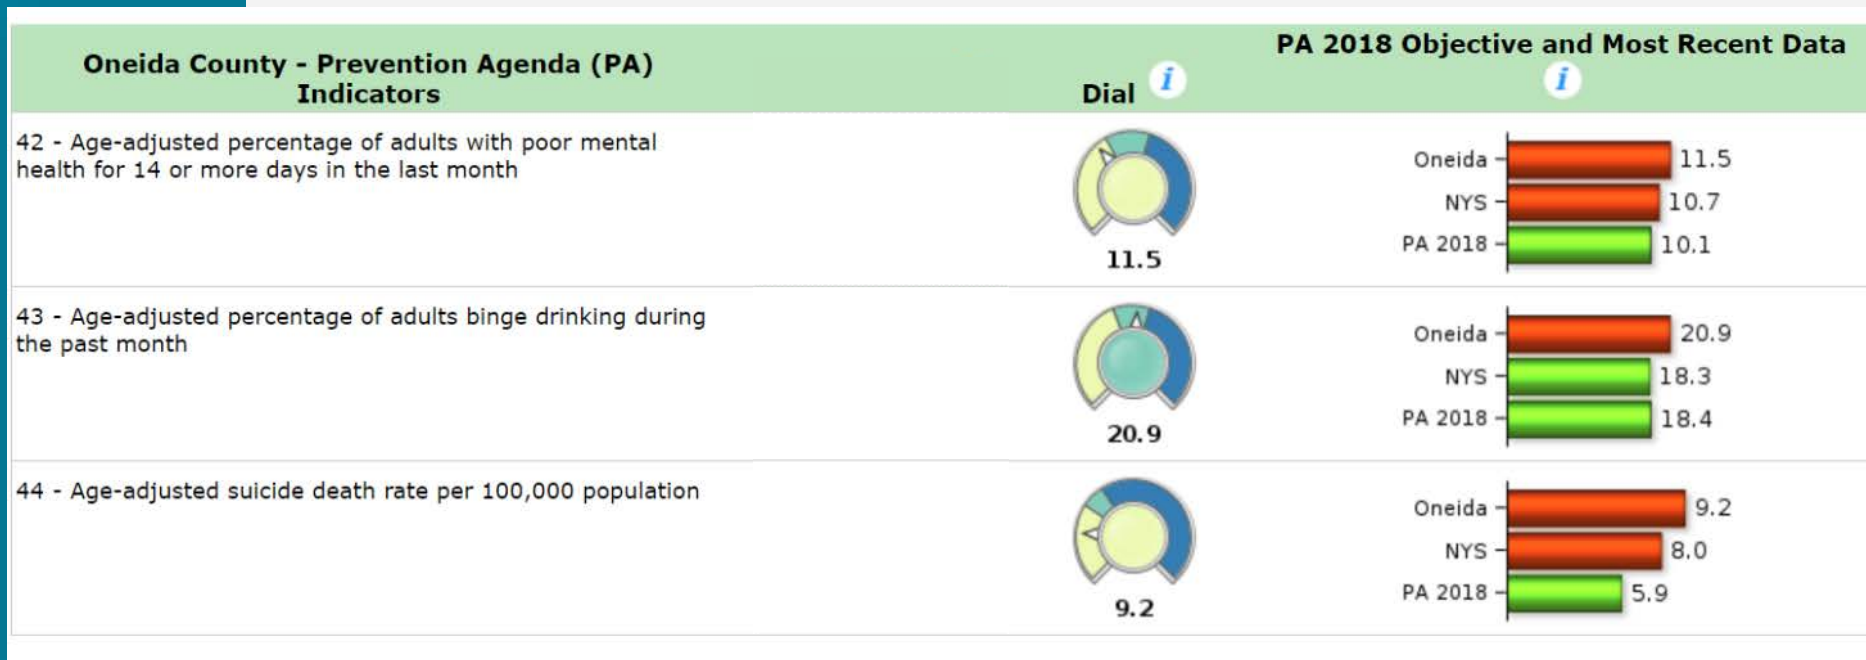 Oneida County - Prevention Agenda (PA)
Indicators
Dial i
PA 2018 Objective and Most Recent Data
i
42 - Age-adjusted percentage of adults with poor mental
health for 14 or more days in the last month
11.5
Oneida 11.5
NYS 10.7
PA 2018 10.1
43 - Age-adjusted percentage of adults binge drinking during
the past month
20.9
Oneida 20.9
NYS 18.3
PA 2018 18.4
44 - Age-adjusted suicide death rate per 100,000 population
9.2
Oneida 9.2
NYS 8.0
PA 2018 5.9